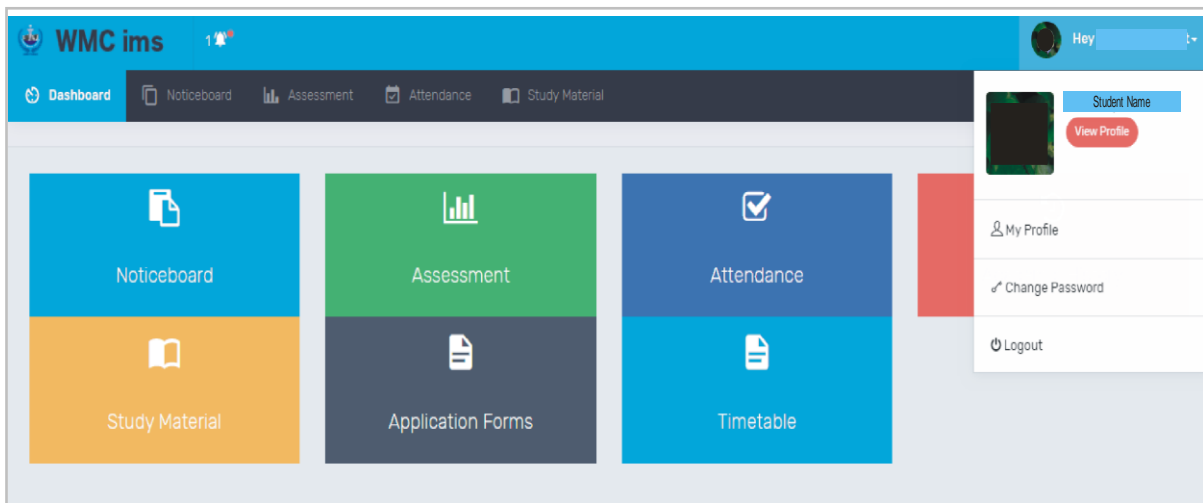 WMC ims
1
Hey
Dashboard
Noticeboard
Assessment
Attendance
Study Material
Student Name
View Profile
My Profile
Change Password
Logout
Noticeboard
Assessment
Attendance
Study Material
Application Forms
Timetable